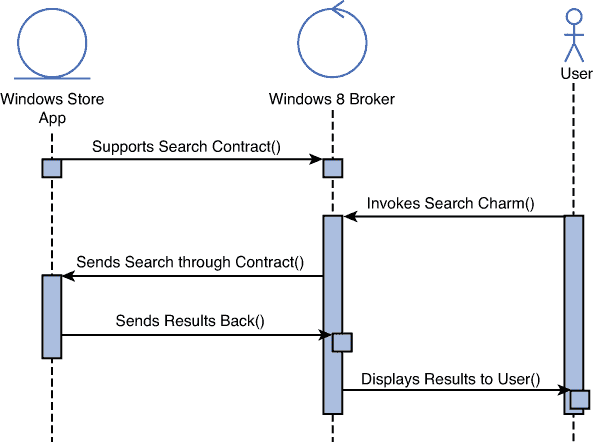 Windows Store
App
Windows 8 Broker
User
Supports Search Contract()
Invokes Search Charm()
Sends Search through Contract()
Sends Results Back()
Displays Results to User()